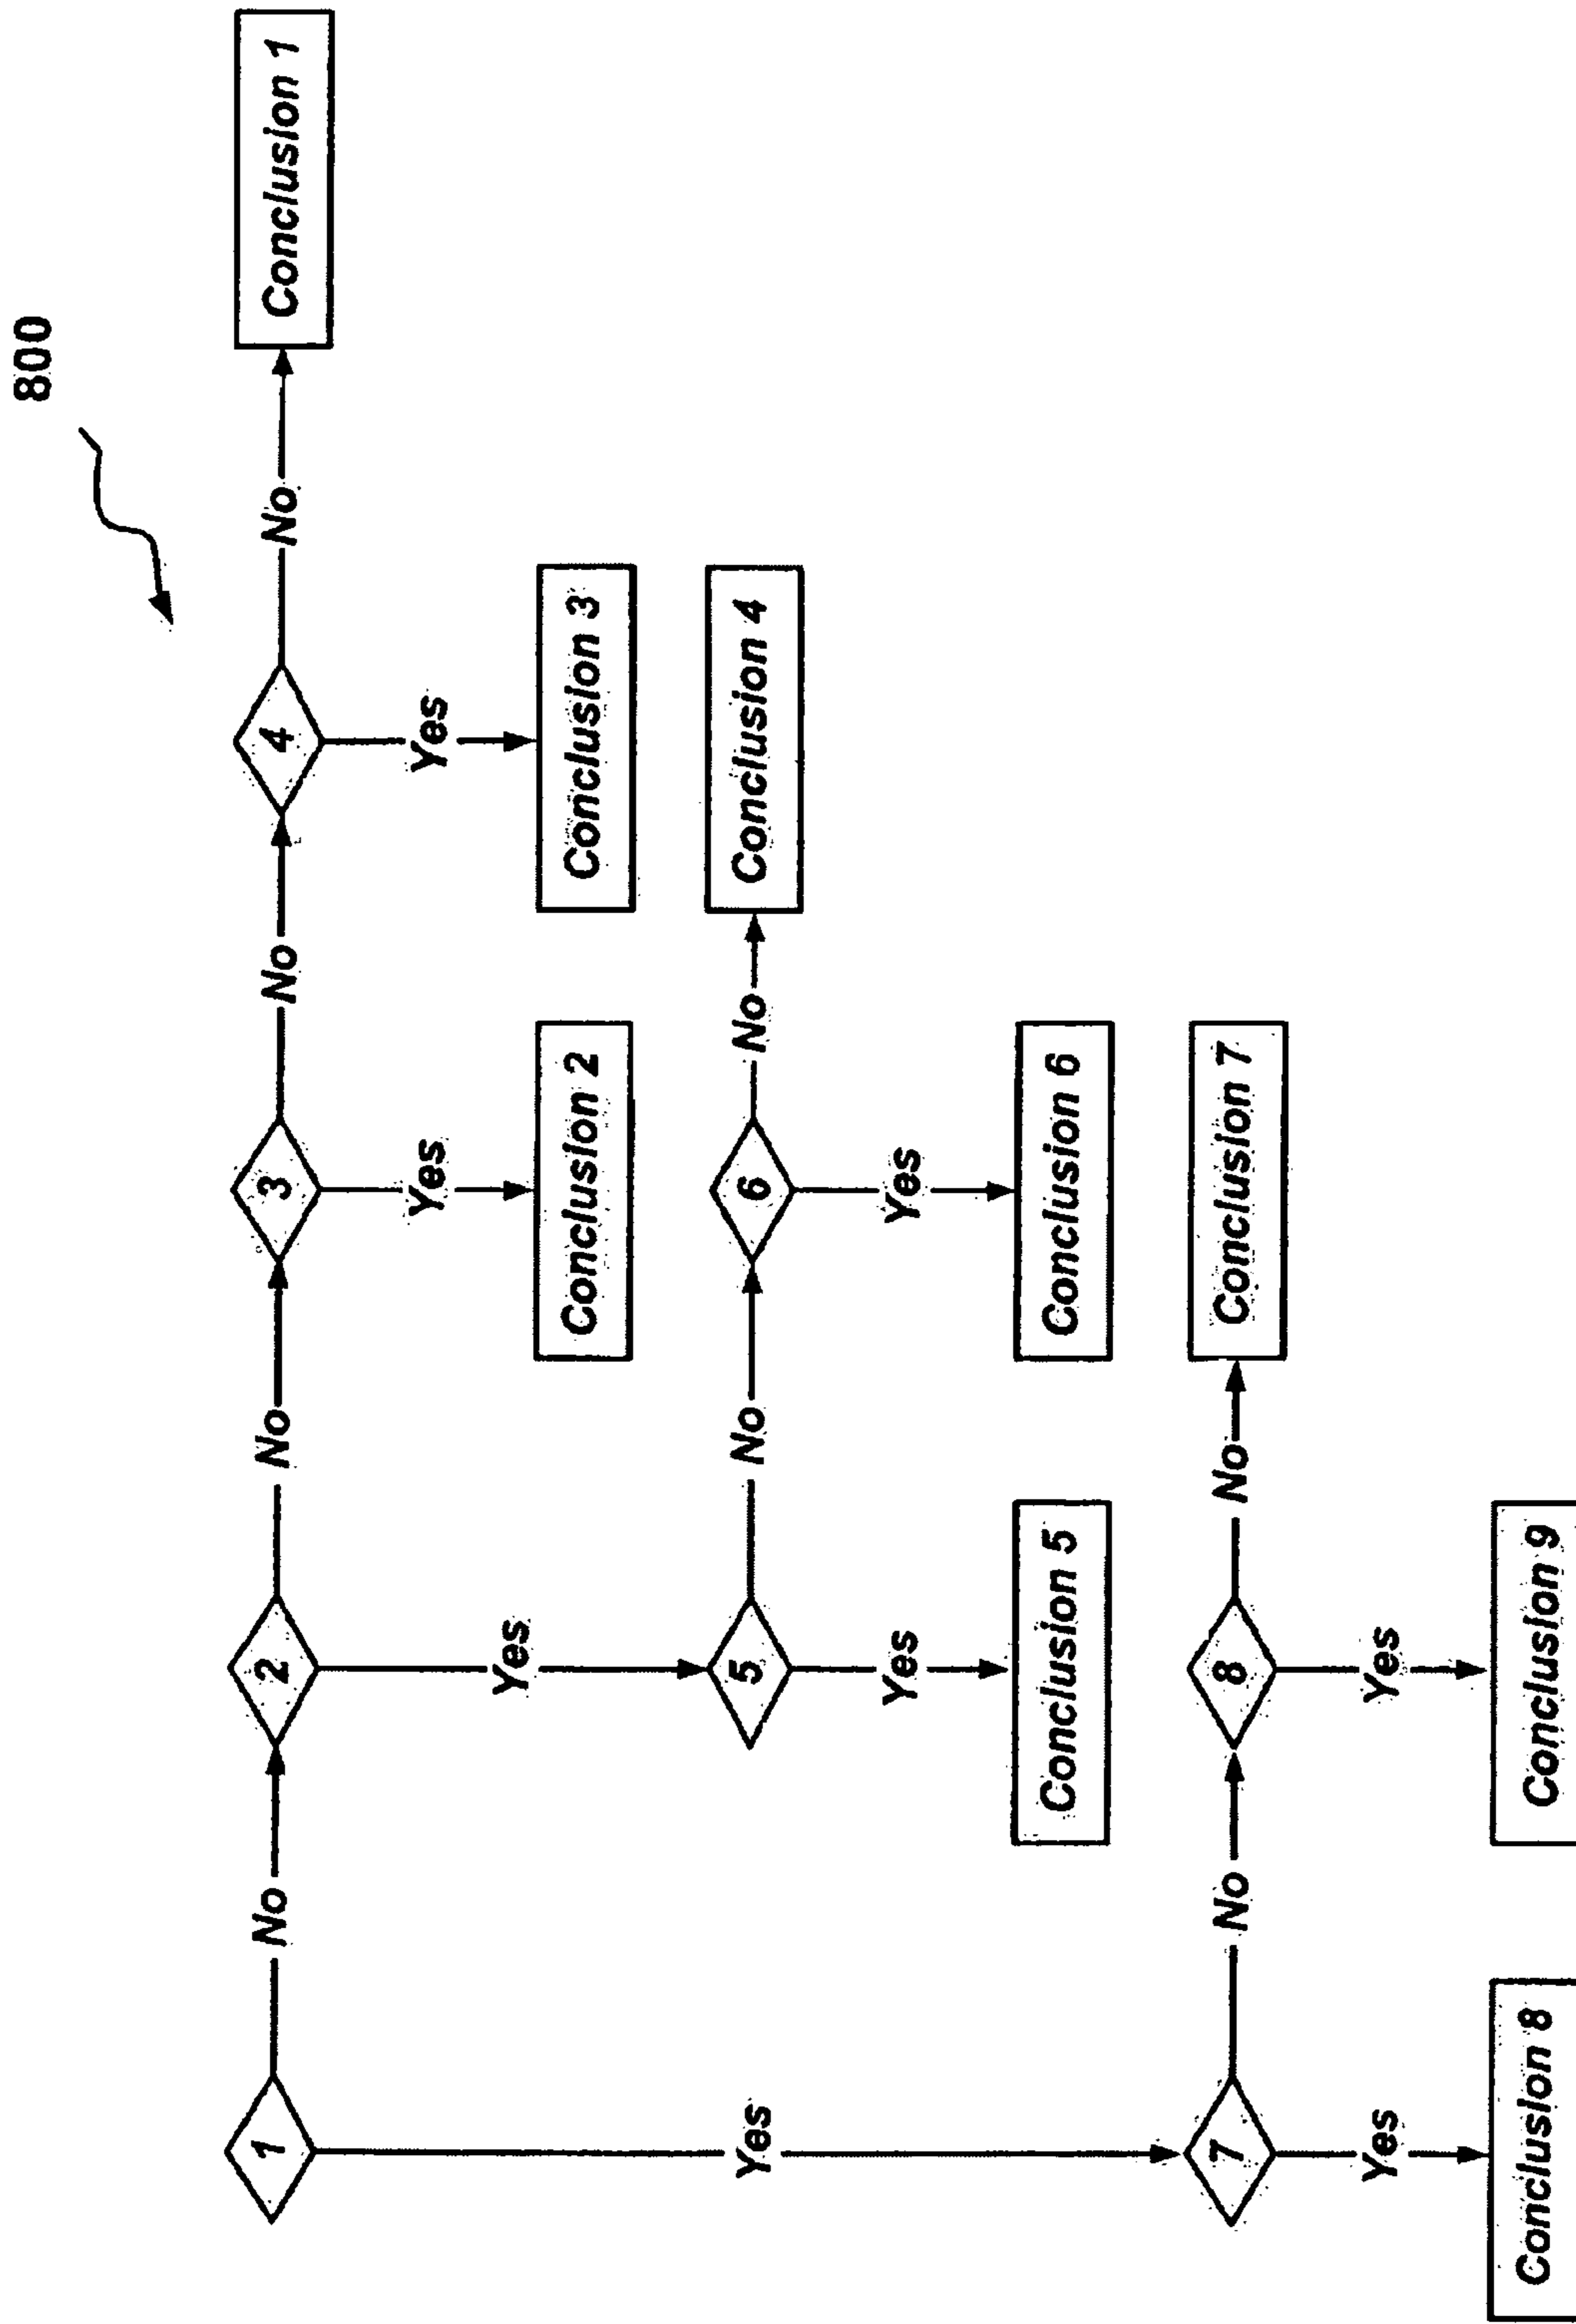 800
1
No
2
No
3
No
4
No
Conclusion 1
Yes
Yes
Yes
Yes
Conclusion 2
Conclusion 3
5
No
6
No
Conclusion 4
Yes
Yes
Conclusion 5
Conclusion 6
7
No
8
No
Conclusion 7
Yes
Yes
Conclusion 8
Conclusion 9